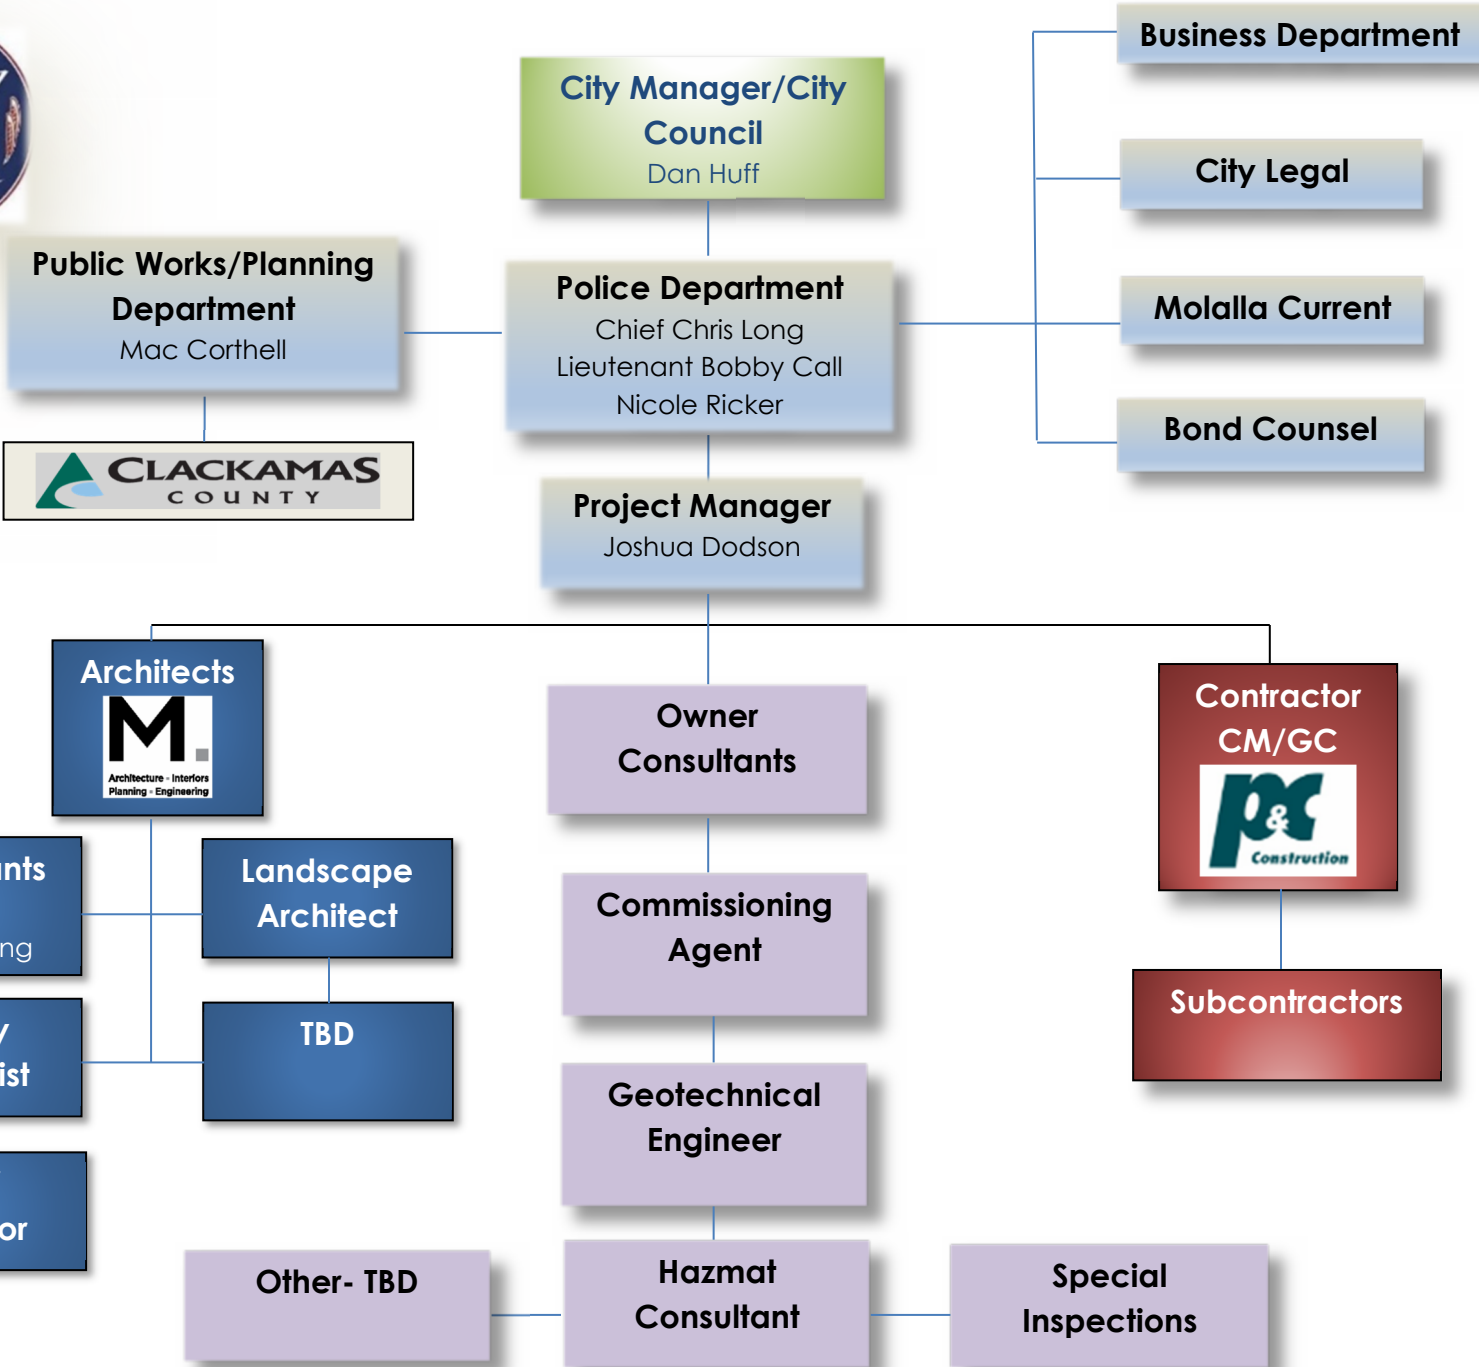 Business Department
City Manager/City
Council
Dan Huff
City Legal
Public Works/Planning
Department
Mac Corthell
Police Department
Chief Chris Long
Lieutenant Bobby Call
Nicole Ricker
Molalla Current
Bond Counsel
CLACKAMAS
COUNTY
Project Manager
Joshua Dodson
Architects
M.
Architecture - Interiors
Planning - Engineering
Owner
Consultants
Contractor
CM/GC
P&C
Construction
Landscape
Architect
Commissioning
Agent
Subcontractors
TBD
Geotechnical
Engineer
Other- TBD
Hazmat
Consultant
Special
Inspections